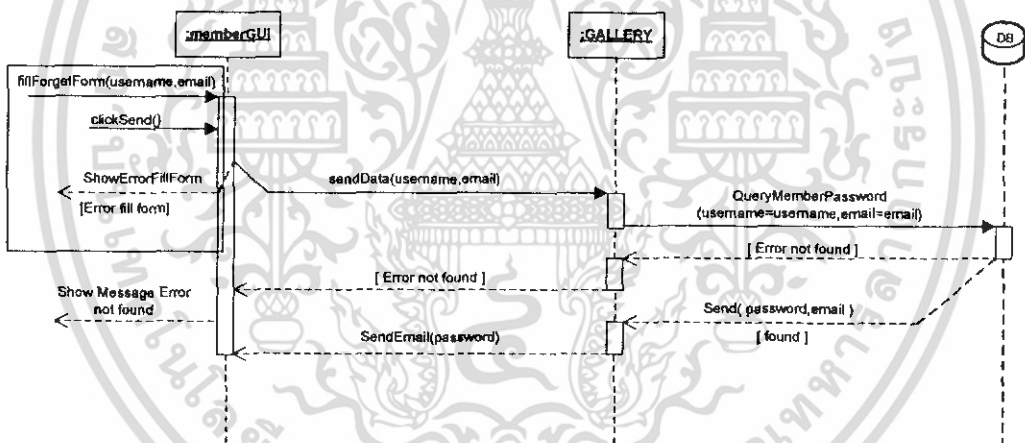 :memberGUI
:GALLERY
DB
fillForgetForm(username,email)
clickSend()
ShowErrorFillForm
[Error fill form]
sendData(username,email)
QueryMemberPassword
(username=username,email=email)
[ Error not found ]
[ Error not found ]
Show Message Error
not found
Send( password,email )
[ found ]
SendEmail(password)